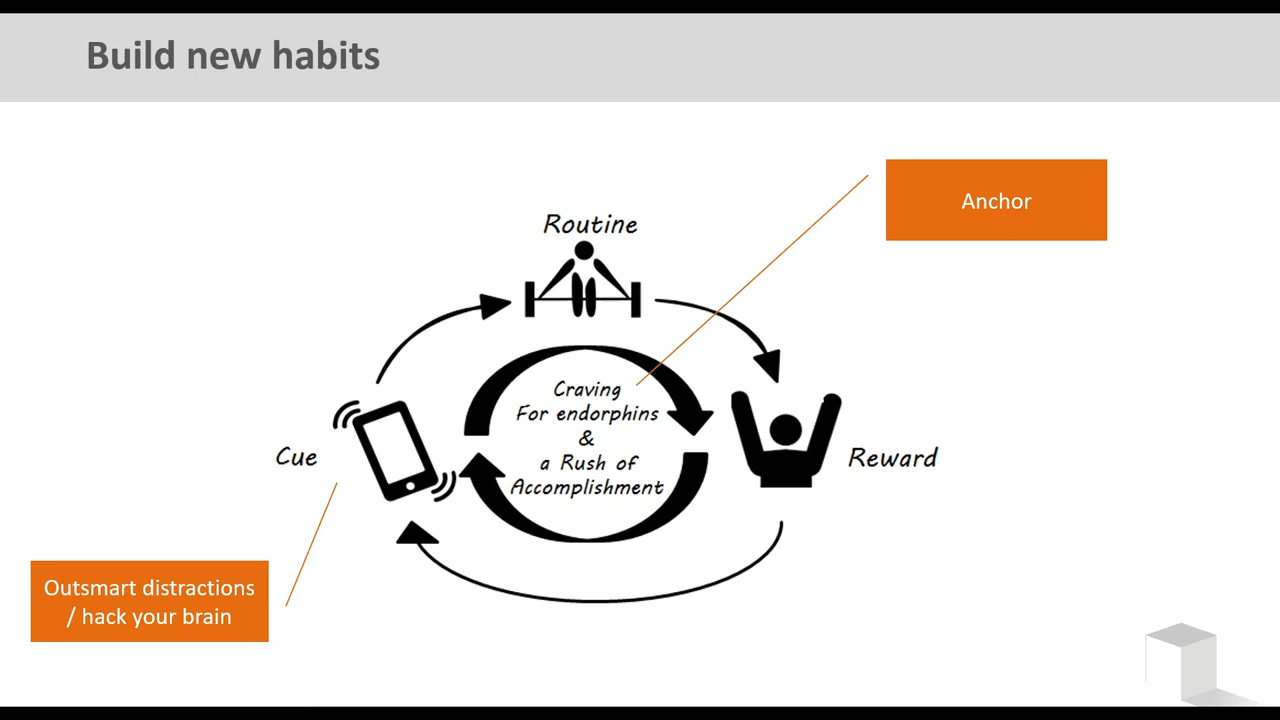 Build new habits
Anchor
Routine
Craving
For endorphins
&
a Rush of
Accomplishment
Cue
Reward
Outsmart distractions
/ hack your brain